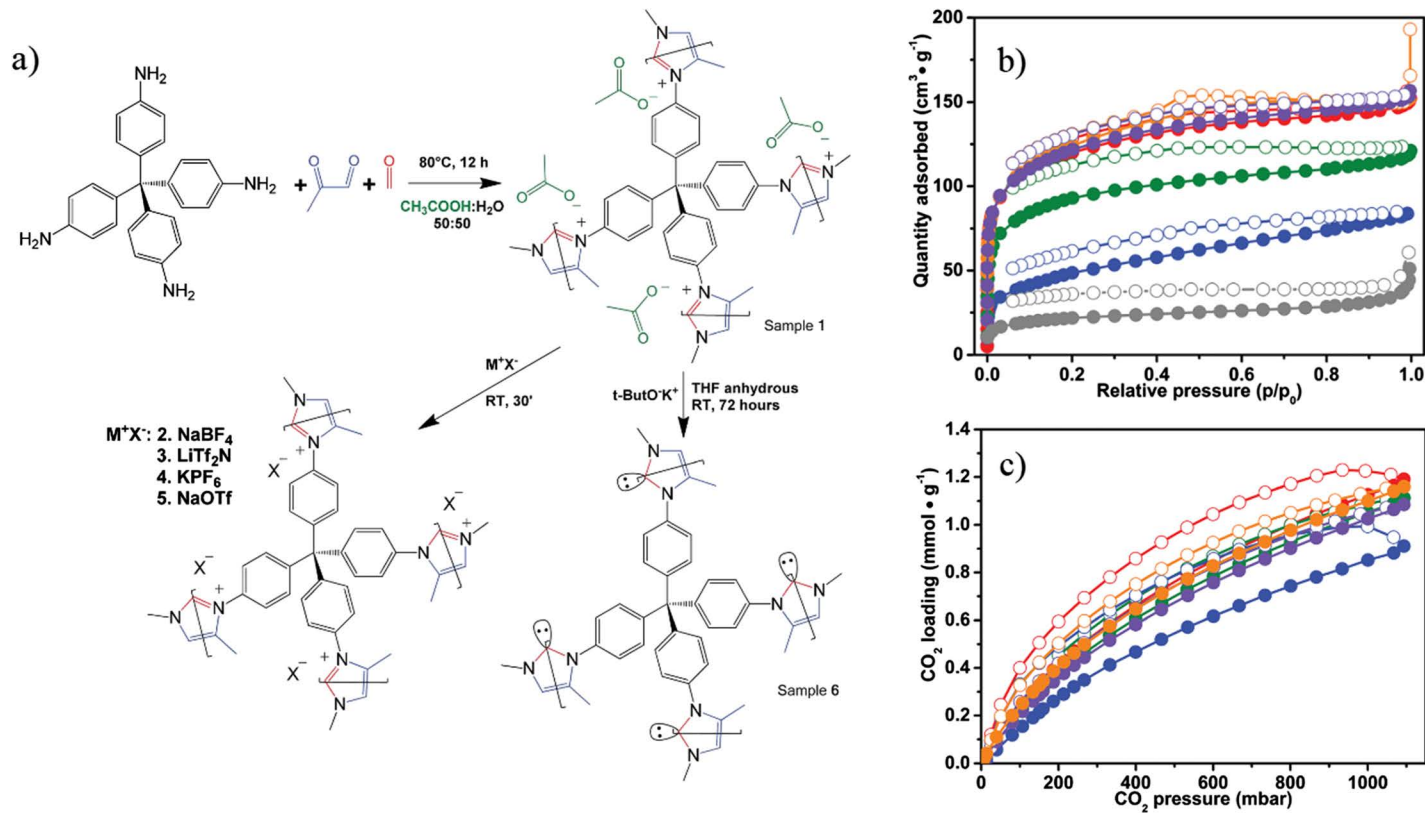 a)
NH₂
NH₂
H₂N
NH₂
O
O
O
+
+
80°C, 12 h
CH₃COOH:H₂O
50:50
N
N
+
O
O⁻
O
O⁻
O
O⁻
O
O⁻
N
N
+
N
N
+
N
N
+
Sample 1
M⁺X⁻
RT, 30'
t-ButO⁻K⁺
THF anhydrous
RT, 72 hours
M⁺X⁻: 2. NaBF₄
3. LiTf₂N
4. KPF₆
5. NaOTf
N
N
+
X⁻
N
N
+
X⁻
N
N
+
X⁻
N
N
+
X⁻
N
N
N
N
N
N
N
N
Sample 6
b)
Quantity adsorbed (cm³• g⁻¹)
200
150
100
50
0
0.0 0.2 0.4 0.6 0.8 1.0
Relative pressure (p/p₀)
c)
CO₂ loading (mmol • g⁻¹)
1.4
1.2
1.0
0.8
0.6
0.4
0.2
0.0
0 200 400 600 800 1000
CO₂ pressure (mbar)